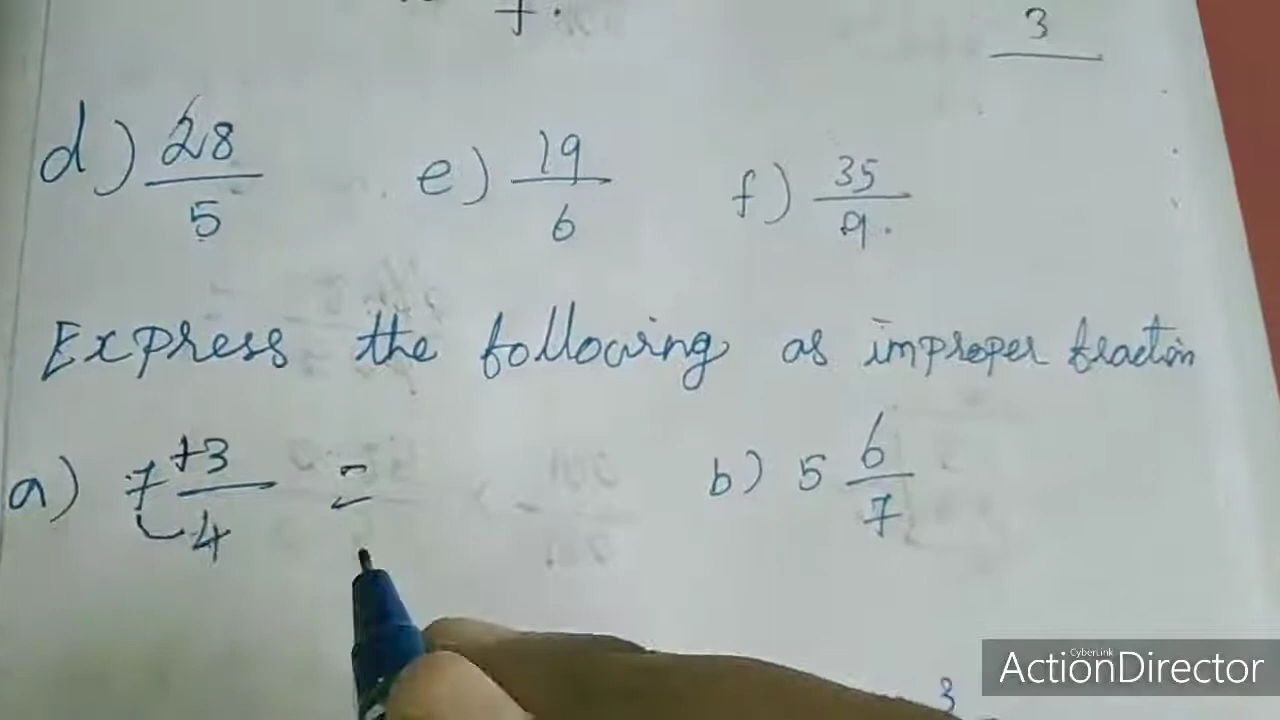 3
d) 28/5 e) 19/6 f) 35/9.
Express the following as improper fraction
a) 7 +3/4 = b) 5 6/7
3
CyberLink
ActionDirector